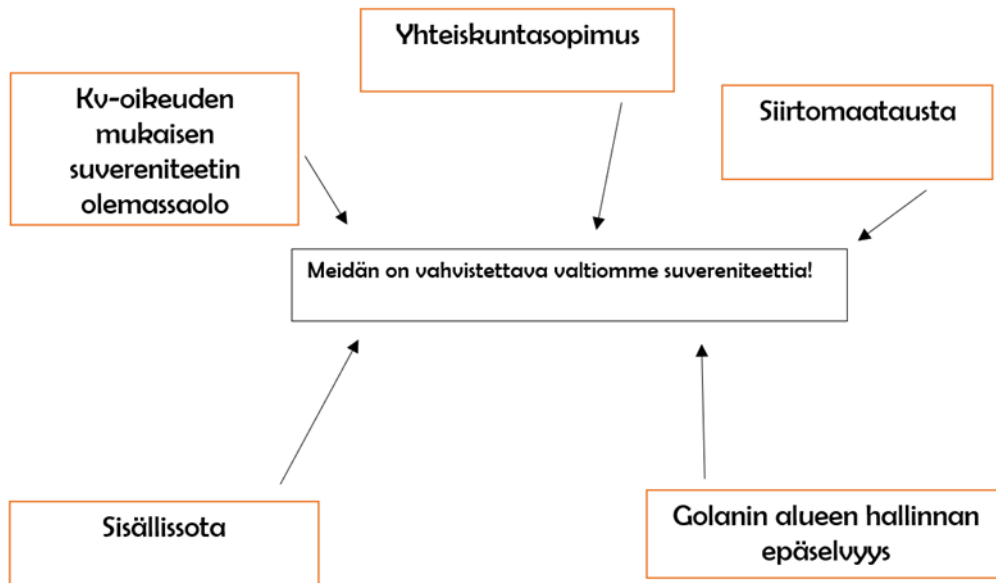 Yhteiskuntasopimus
Kv-oikeuden
mukaisen
suvereniteetin
olemassaolo
Siirtomaatausta
Meidän on vahvistettava valtiomme suvereniteettia!
Sisällissota
Golanin alueen hallinnan
epäselvyys